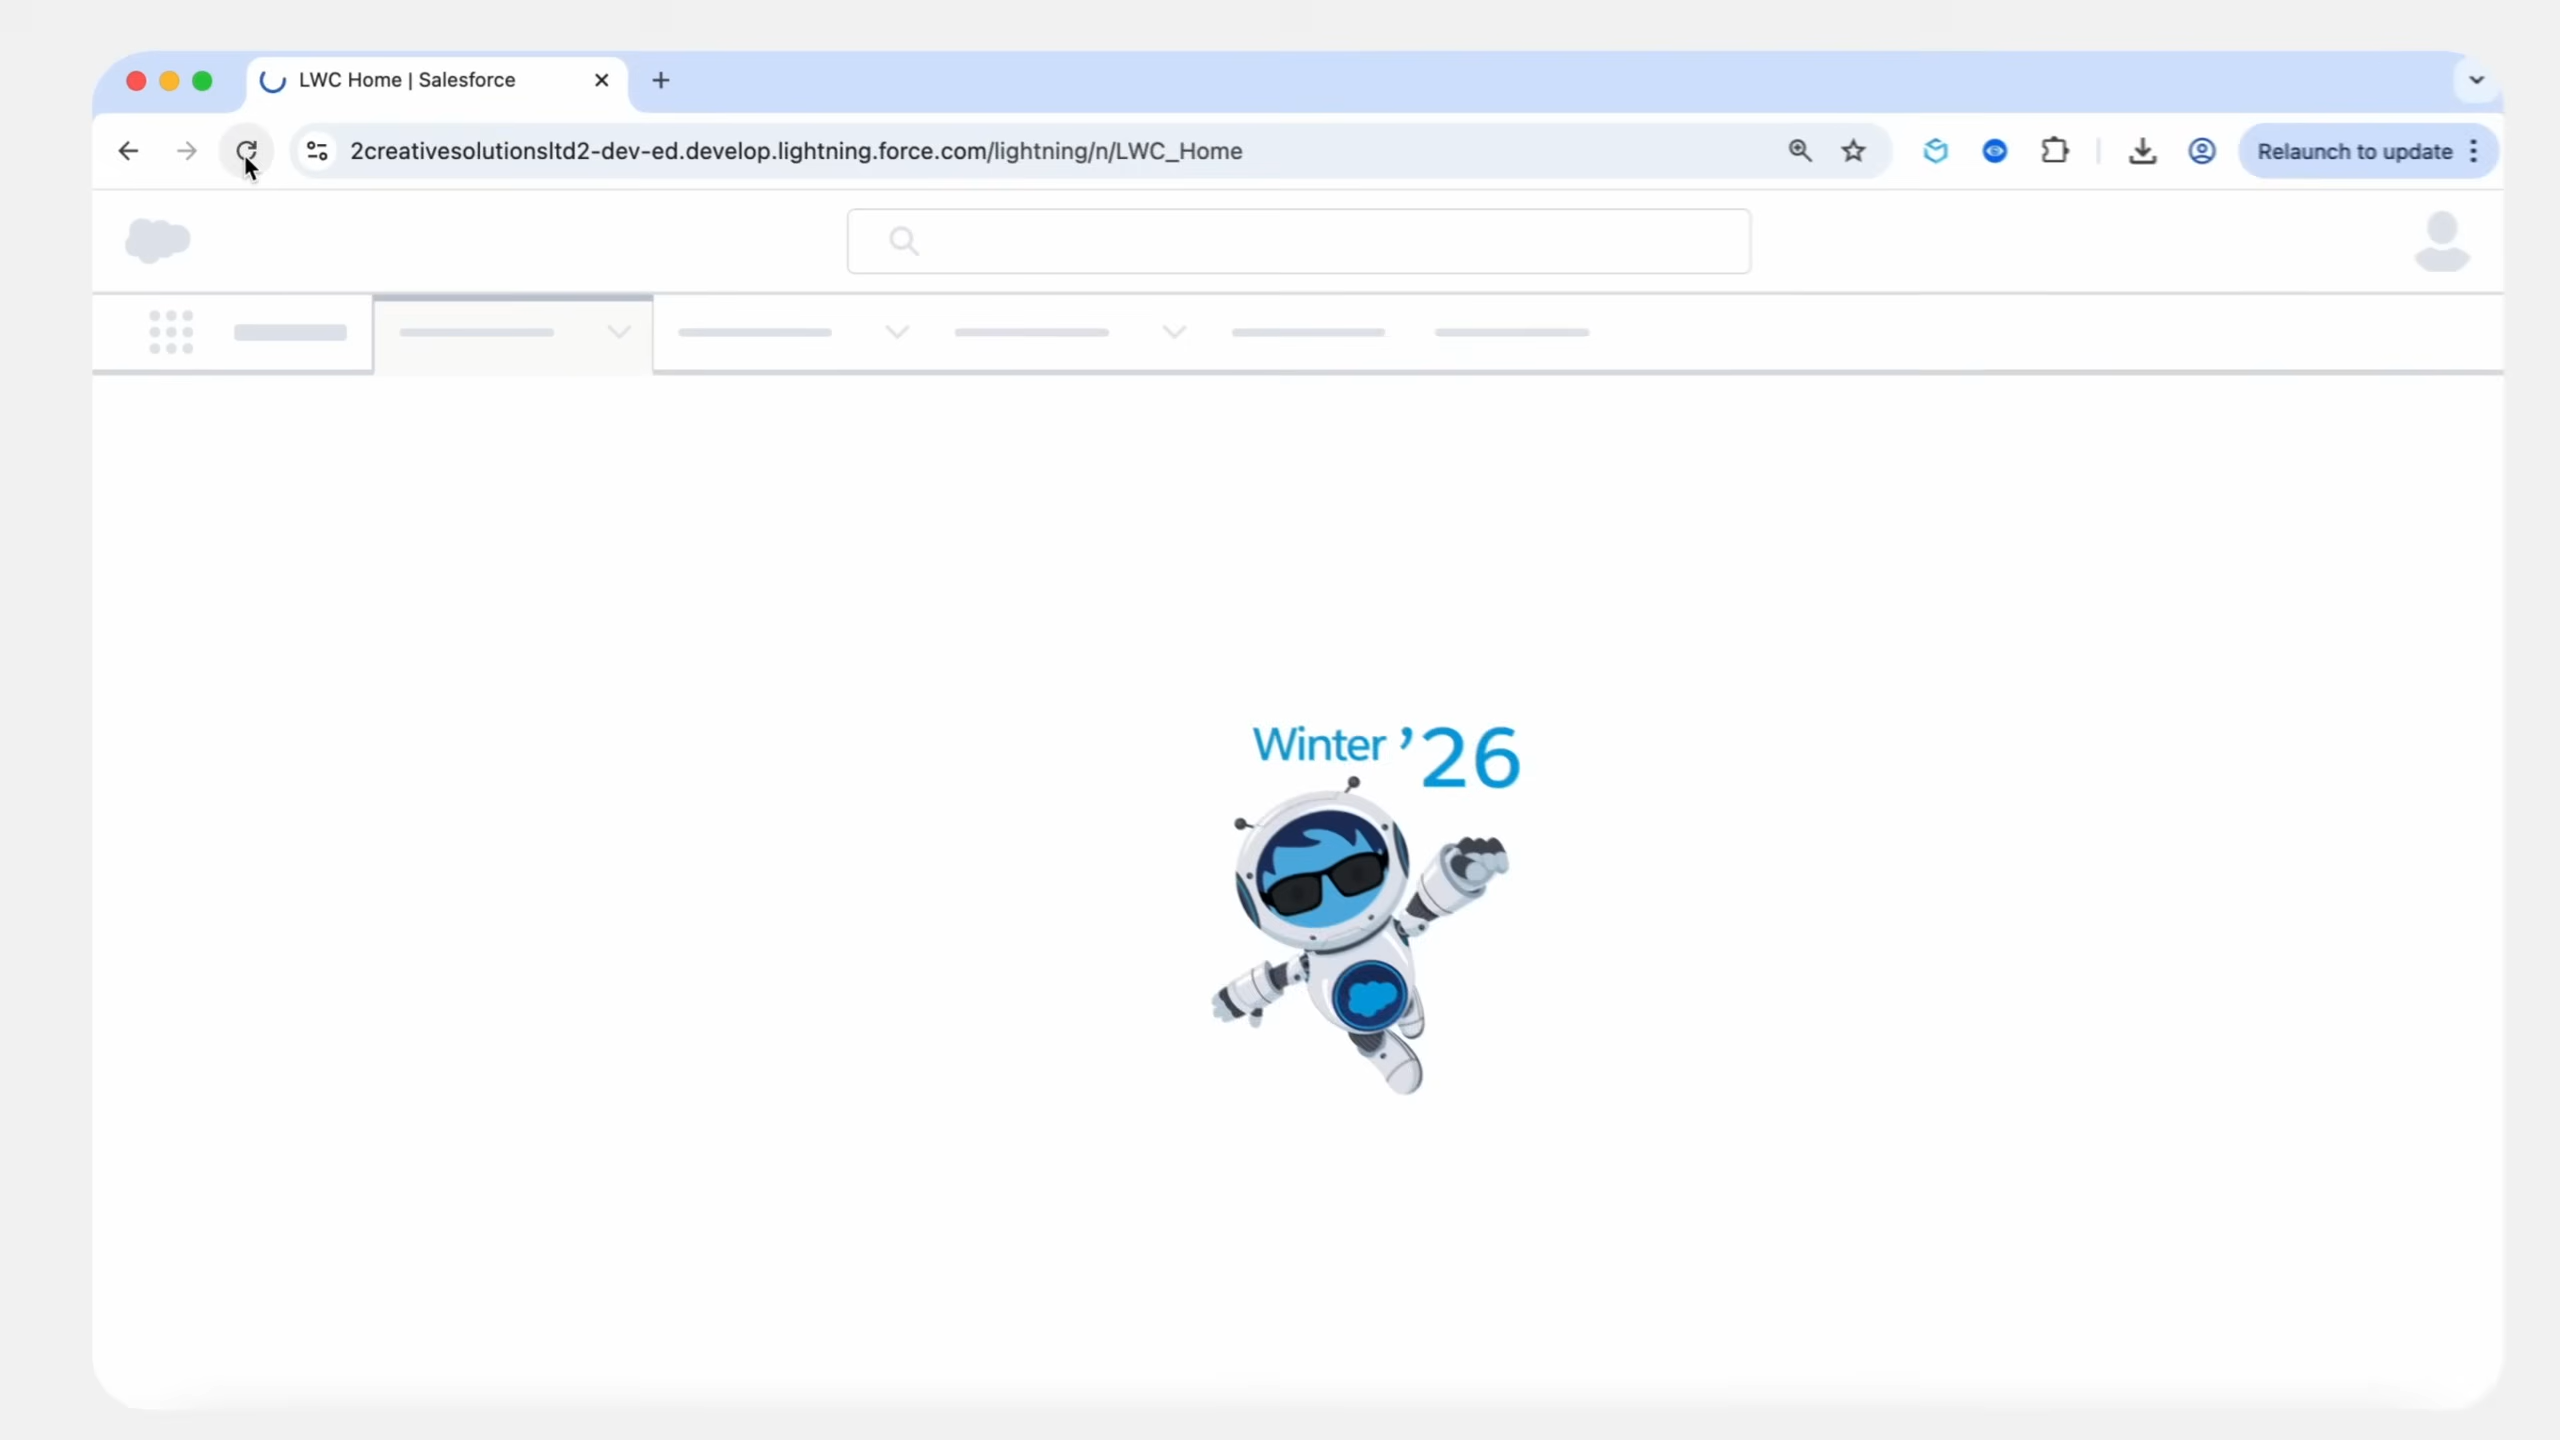 LWC Home | Salesforce
2creativesolutionsltd2-dev-ed.develop.lightning.force.com/lightning/n/LWC_Home
Relaunch to update
Winter ’26